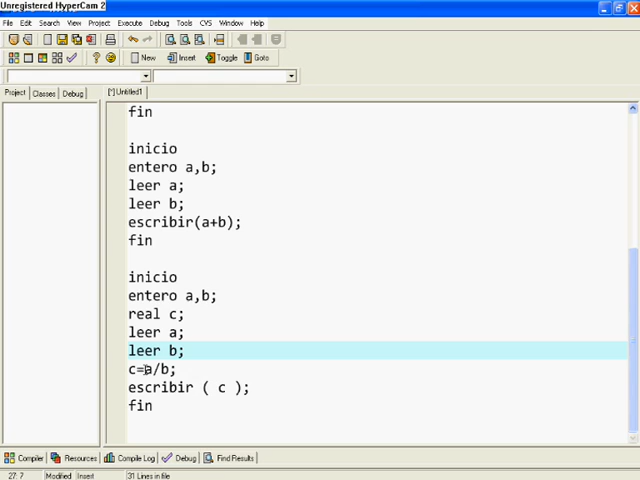 Unregistered HyperCam 2
File Edit Search View Project Execute Debug Tools CVS Window Help
New Insert Toggle Goto
Project Classes Debug [*] Untitled1
fin
inicio
entero a,b;
leer a;
leer b;
escribir(a+b);
fin
inicio
entero a,b;
real c;
leer a;
leer b;
c=a/b;
escribir ( c );
fin
Compiler Resources Compile Log Debug Find Results
27: 7 Modified Insert 31 Lines in file